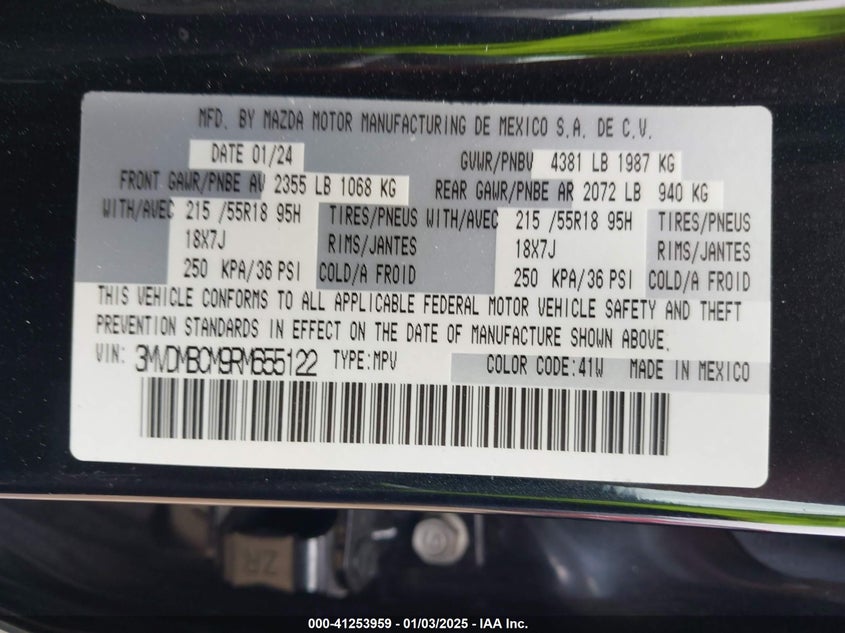 MFD. BY MAZDA MOTOR MANUFACTURING DE MEXICO S.A. DE C.V.
DATE 01/24 GVWR/PNBV 4381 LB 1987 KG
FRONT GAWR/PNBE AV 2355 LB 1068 KG REAR GAWR/PNBE AR 2072 LB 940 KG
WITH/AVEC 215 /55R18 95H TIRES/PNEUS WITH/AVEC 215 /55R18 95H TIRES/PNEUS
18X7J RIMS/JANTES 18X7J RIMS/JANTES
250 KPA/36 PSI COLD/A FROID 250 KPA/36 PSI COLD/A FROID
THIS VEHICLE CONFORMS TO ALL APPLICABLE FEDERAL MOTOR VEHICLE SAFETY AND THEFT
PREVENTION STANDARDS IN EFFECT ON THE DATE OF MANUFACTURE SHOWN ABOVE.
VIN: 3MVDMBCM9RM655122 TYPE:MPV COLOR CODE:41W MADE IN MEXICO
ZR
000-41253959 - 01/03/2025 - IAA Inc.